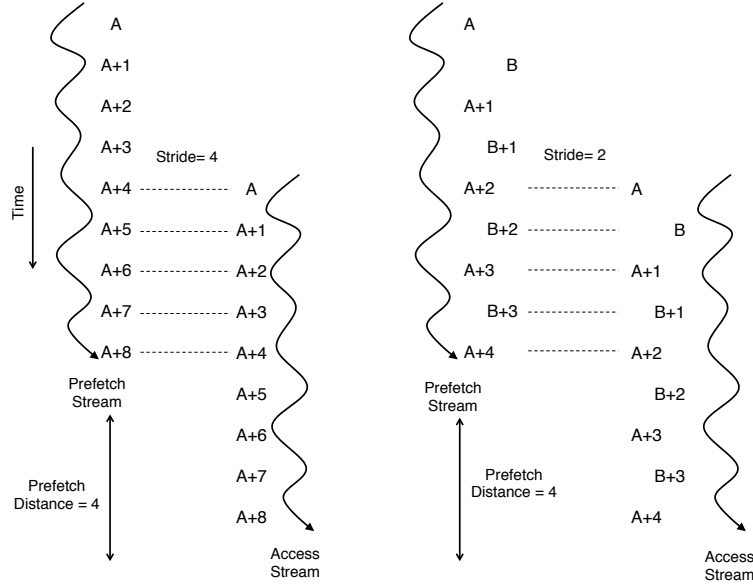 A
A+1
A+2
A+3
Stride= 4
A+4
A
A+5
A+1
A+6
A+2
A+7
A+3
A+8
A+4
Time
Prefetch
Stream
A+5
A+6
A+7
A+8
Prefetch
Distance = 4
Access
Stream
A
B
A+1
B+1
Stride= 2
A+2
A
B+2
B
A+3
A+1
B+3
B+1
A+4
A+2
Prefetch
Stream
B+2
A+3
B+3
A+4
Prefetch
Distance = 4
Access
Stream